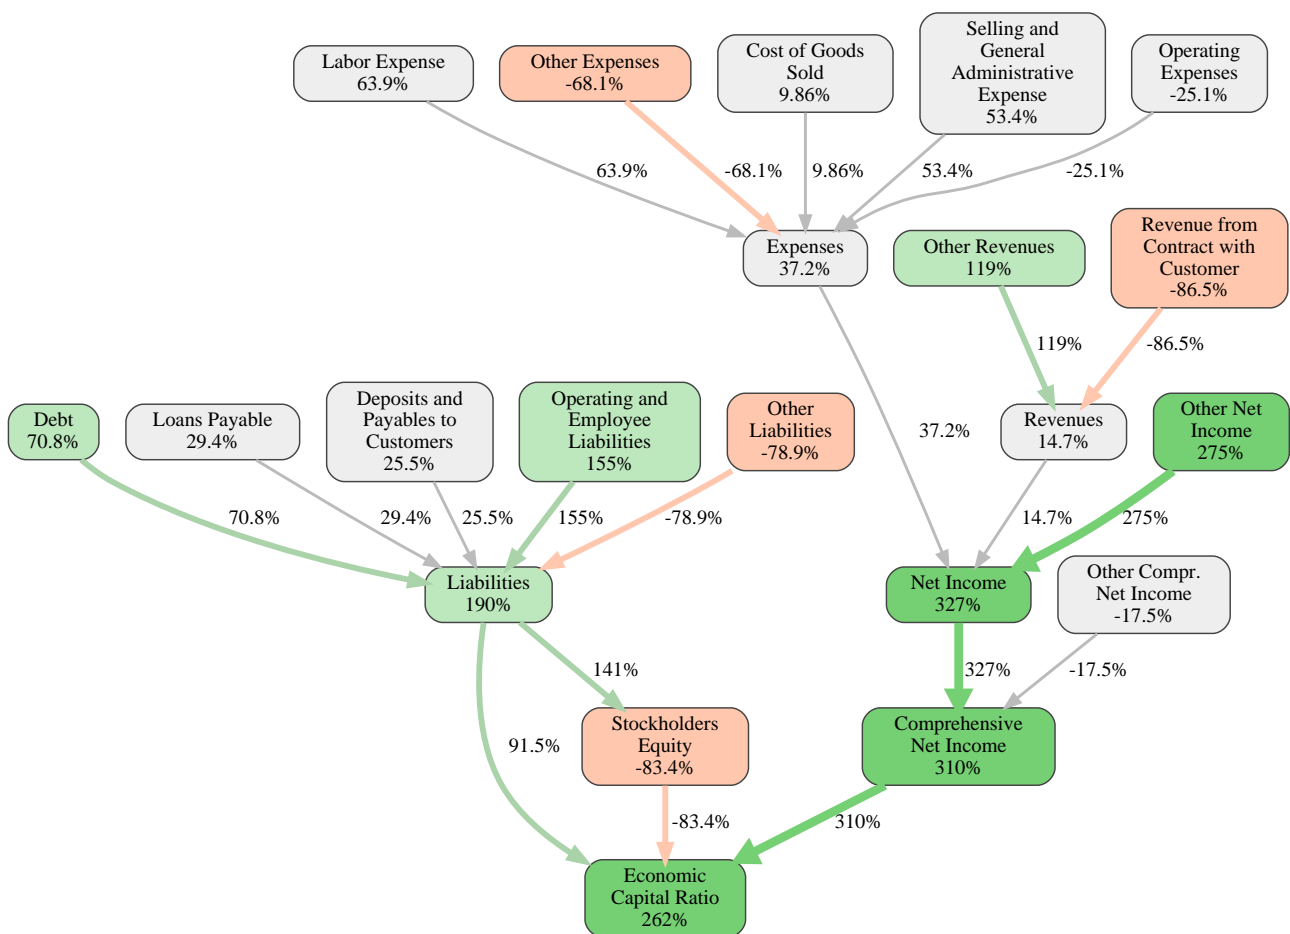 Labor Expense
63.9%
Other Expenses
-68.1%
Cost of Goods
Sold
9.86%
Selling and
General
Administrative
Expense
53.4%
Operating
Expenses
-25.1%
63.9%
-68.1%
9.86%
53.4%
-25.1%
Expenses
37.2%
Other Revenues
119%
Revenue from
Contract with
Customer
-86.5%
119%
-86.5%
Debt
70.8%
Loans Payable
29.4%
Deposits and
Payables to
Customers
25.5%
Operating and
Employee
Liabilities
155%
Other
Liabilities
-78.9%
37.2%
Revenues
14.7%
Other Net
Income
275%
70.8%
29.4%
25.5%
155%
-78.9%
14.7%
275%
Liabilities
190%
Net Income
327%
Other Compr.
Net Income
-17.5%
141%
327%
-17.5%
91.5%
Stockholders
Equity
-83.4%
Comprehensive
Net Income
310%
-83.4%
310%
Economic
Capital Ratio
262%